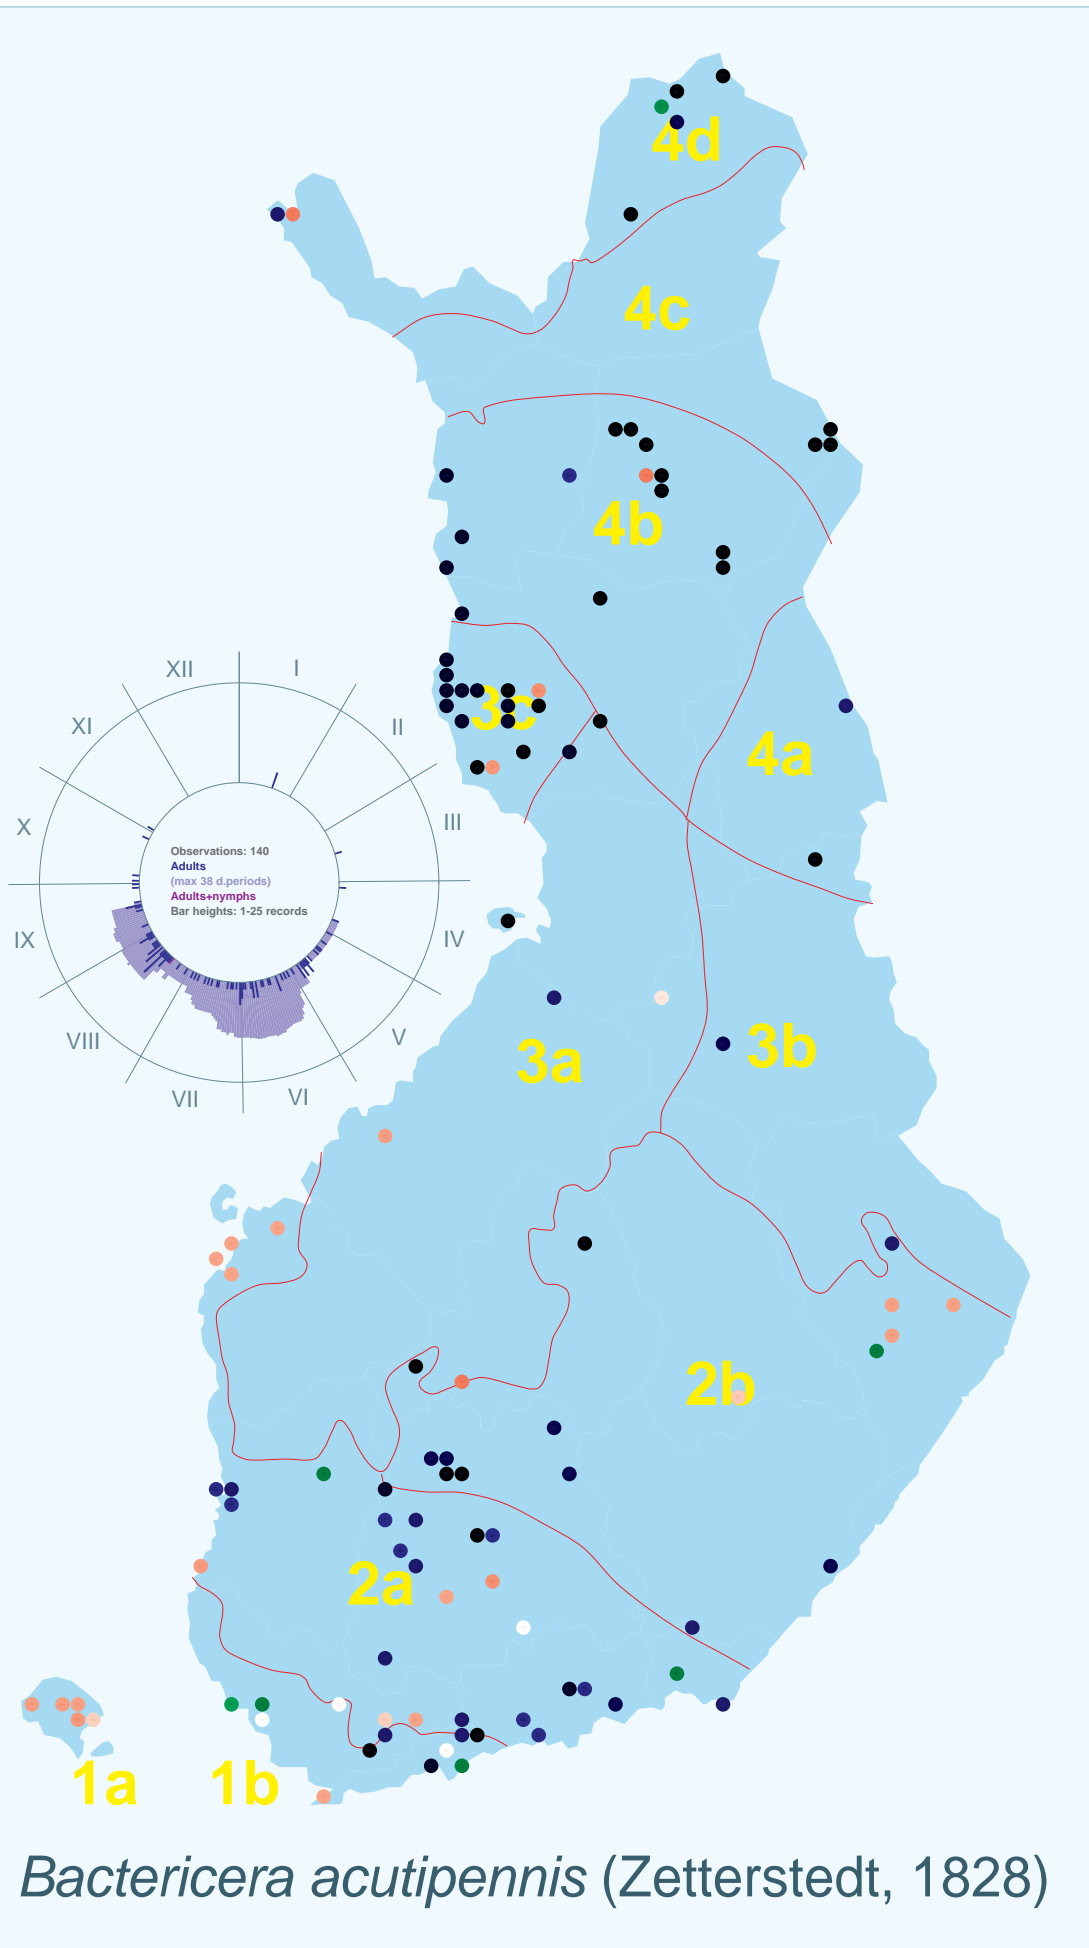 4d
4c
4b
3c
4a
XII
I
XI
II
X
III
Observations: 140
Adults
(max 38 d.periods)
Adults+nymphs
Bar heights: 1-25 records
IX
IV
VIII
V
VII
VI
3a
3b
2b
2a
1a
1b
Bactericera acutipennis (Zetterstedt, 1828)